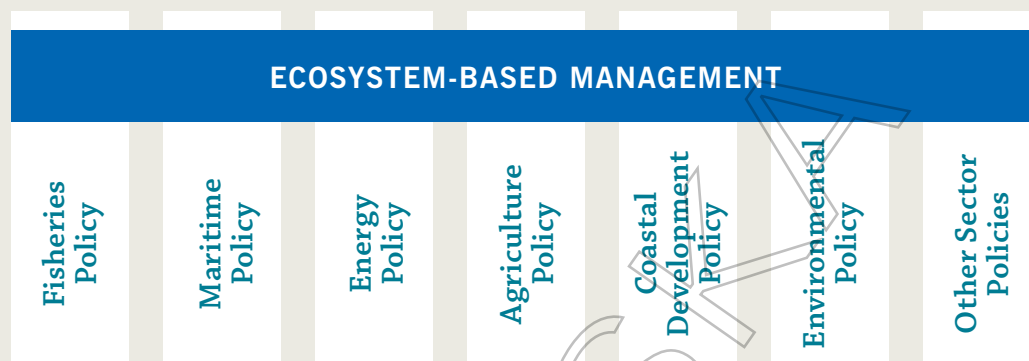 ECOSYSTEM-BASED MANAGEMENT
Fisheries
Policy
Maritime
Policy
Energy
Policy
Agriculture
Policy
Coastal
Development
Policy
Environmental
Policy
Other Sector
Policies